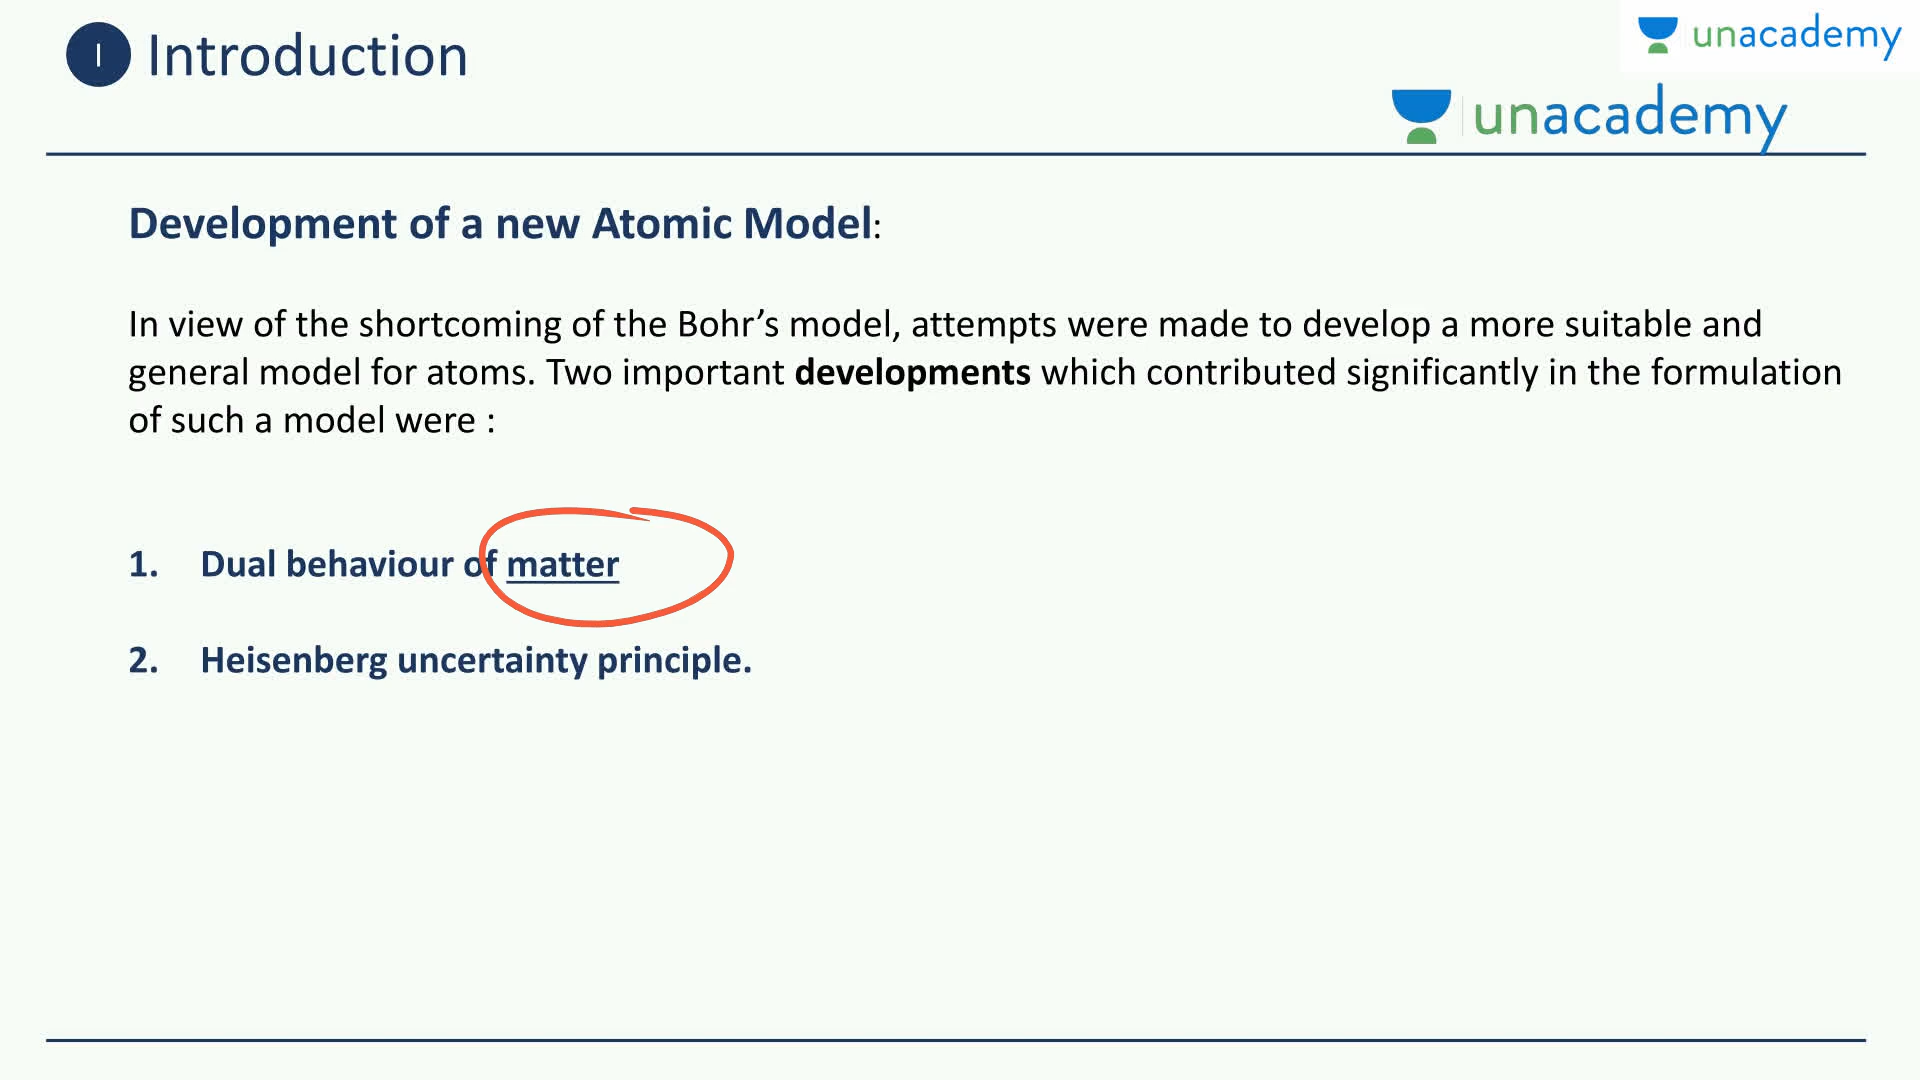 I Introduction
unacademy
unacademy
Development of a new Atomic Model:
In view of the shortcoming of the Bohr’s model, attempts were made to develop a more suitable and
general model for atoms. Two important developments which contributed significantly in the formulation
of such a model were :
1. Dual behaviour of matter
2. Heisenberg uncertainty principle.